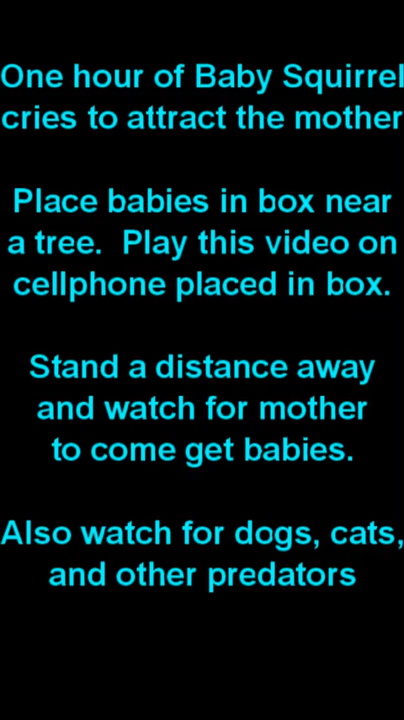 One hour of Baby Squirrel
cries to attract the mother
Place babies in box near
a tree. Play this video on
cellphone placed in box.
Stand a distance away
and watch for mother
to come get babies.
Also watch for dogs, cats,
and other predators